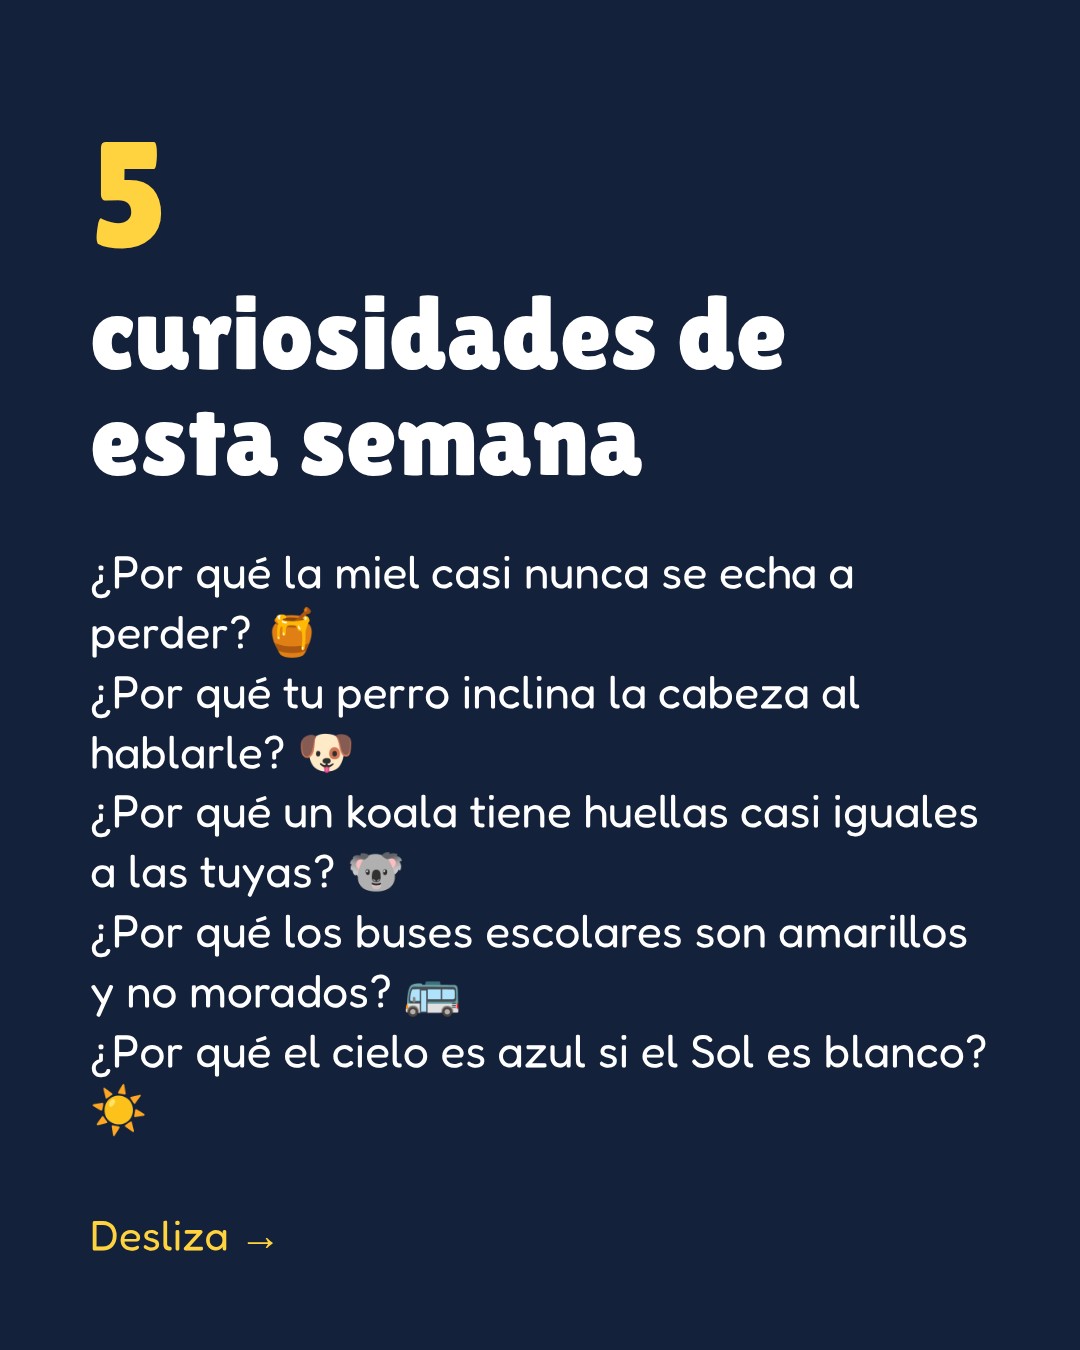 5
curiosidades de
esta semana
¿Por qué la miel casi nunca se echa a
perder? 🍯
¿Por qué tu perro inclina la cabeza al
hablarle? 🐶
¿Por qué un koala tiene huellas casi iguales
a las tuyas? 🐨
¿Por qué los buses escolares son amarillos
y no morados? 🚌
¿Por qué el cielo es azul si el Sol es blanco?
☀️
Desliza →